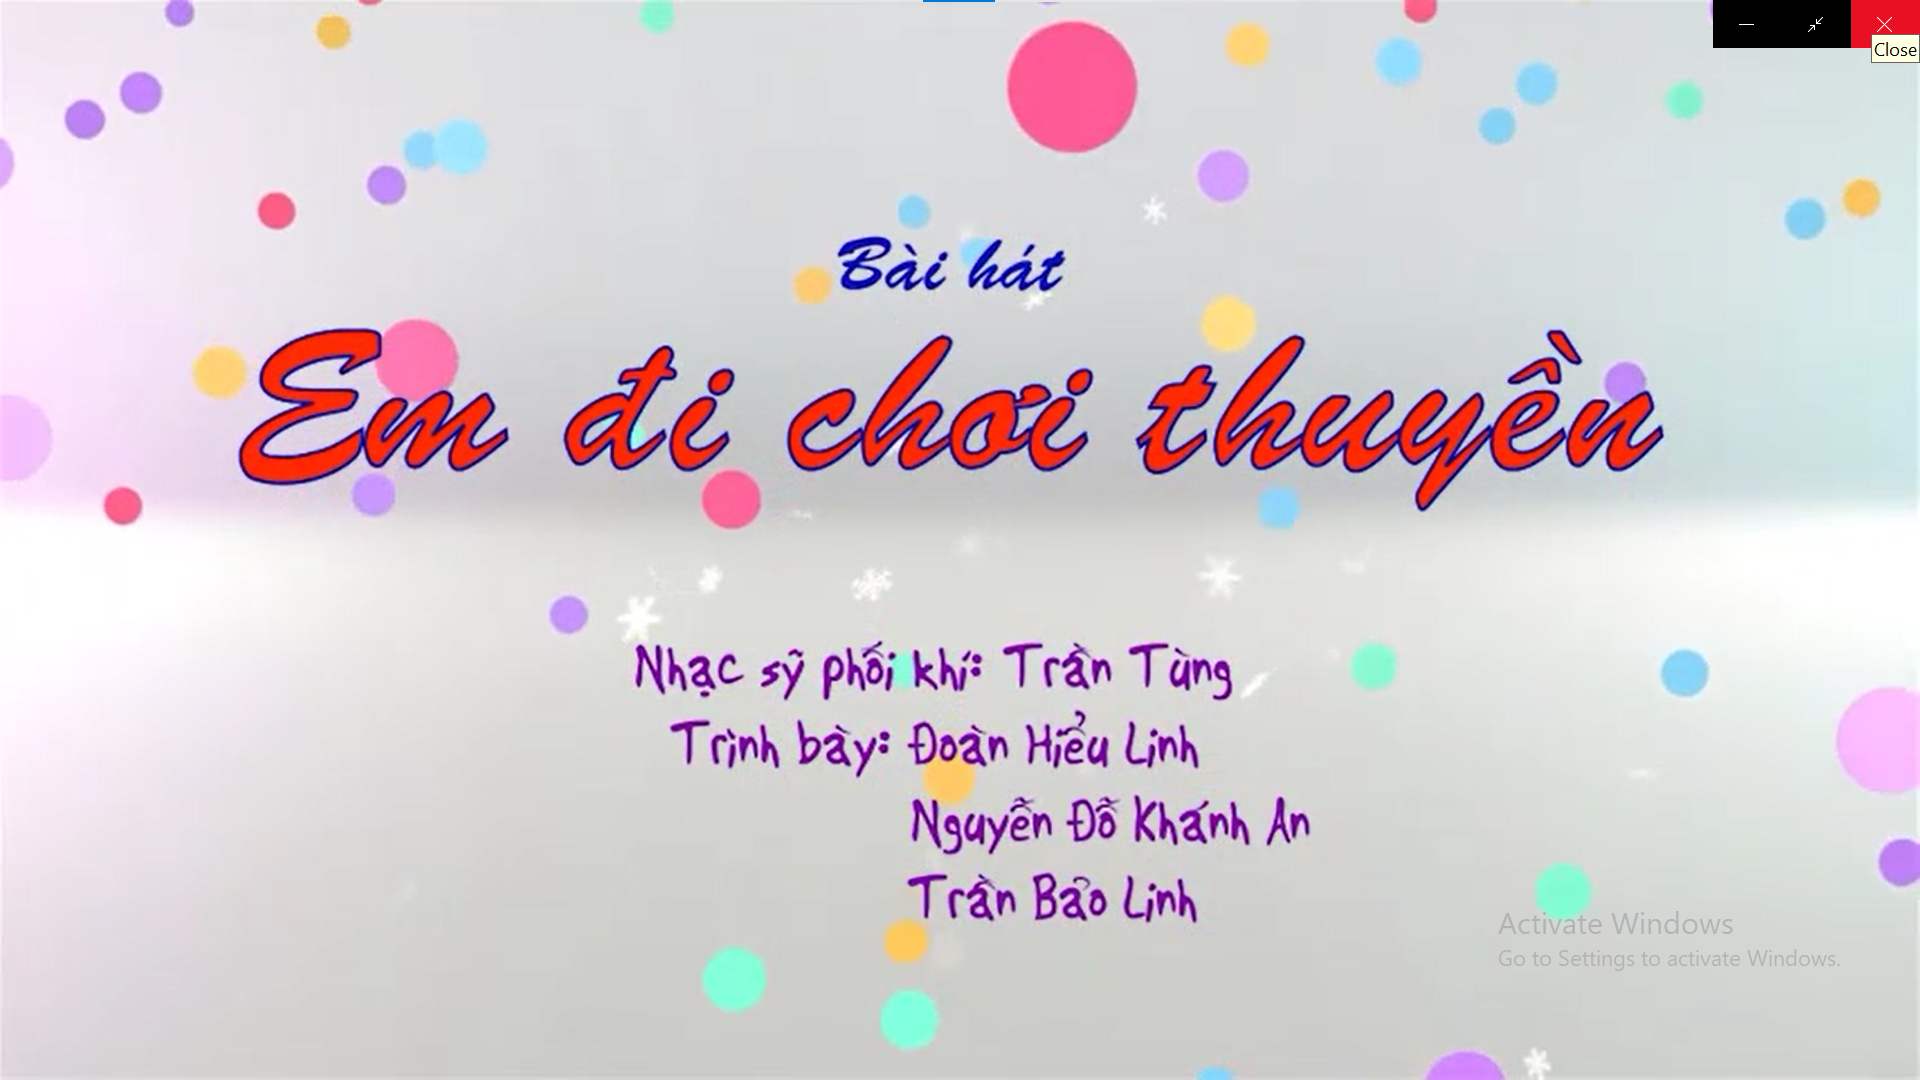 Close
Bài hát
Em đi chơi thuyền
Nhạc sỹ phối khí: Trần Tùng
Trình bày: Đoàn Hiểu Linh
Nguyễn Đỗ Khánh An
Trần Bảo Linh
Activate Windows
Go to Settings to activate Windows.